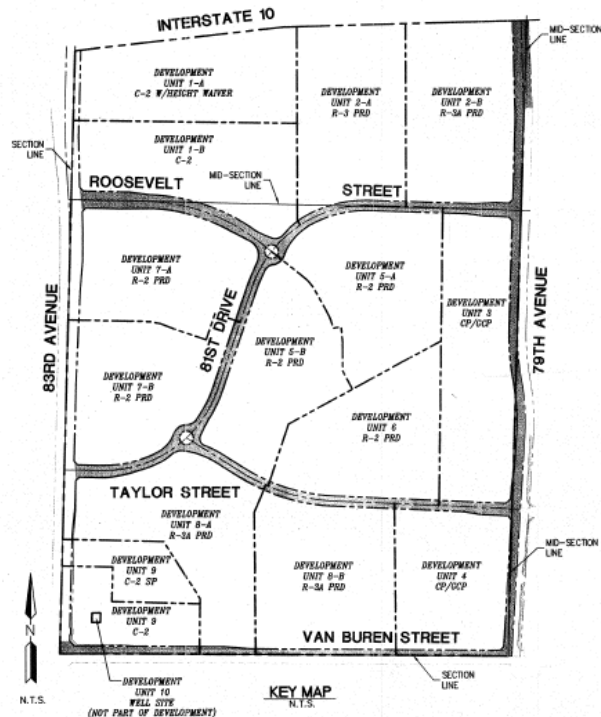 INTERSTATE 10
MID-SECTION
LINE
DEVELOPMENT
UNIT 1-A
C-2 W/HEIGHT WAIVER
DEVELOPMENT
UNIT 2-A
R-3 PRD
DEVELOPMENT
UNIT 2-B
R-3A PRD
SECTION
LINE
DEVELOPMENT
UNIT 1-B
C-2
ROOSEVELT
MID-SECTION
LINE
STREET
DEVELOPMENT
UNIT 7-A
R-2 PRD
DEVELOPMENT
UNIT 5-A
R-2 PRD
DEVELOPMENT
UNIT 3
CP/GCP
83RD AVENUE
81ST DRIVE
79TH AVENUE
DEVELOPMENT
UNIT 5-B
R-2 PRD
DEVELOPMENT
UNIT 7-B
R-2 PRD
DEVELOPMENT
UNIT 6
R-2 PRD
TAYLOR STREET
DEVELOPMENT
UNIT 8-A
R-3A PRD
MID-SECTION
LINE
DEVELOPMENT
UNIT 9
C-2 SP
DEVELOPMENT
UNIT 8-B
R-3A PRD
DEVELOPMENT
UNIT 4
CP/GCP
DEVELOPMENT
UNIT 9
C-2
VAN BUREN STREET
N
N.T.S.
DEVELOPMENT
UNIT 10
WELL SITE
(NOT PART OF DEVELOPMENT)
KEY MAP
N.T.S.
SECTION
LINE